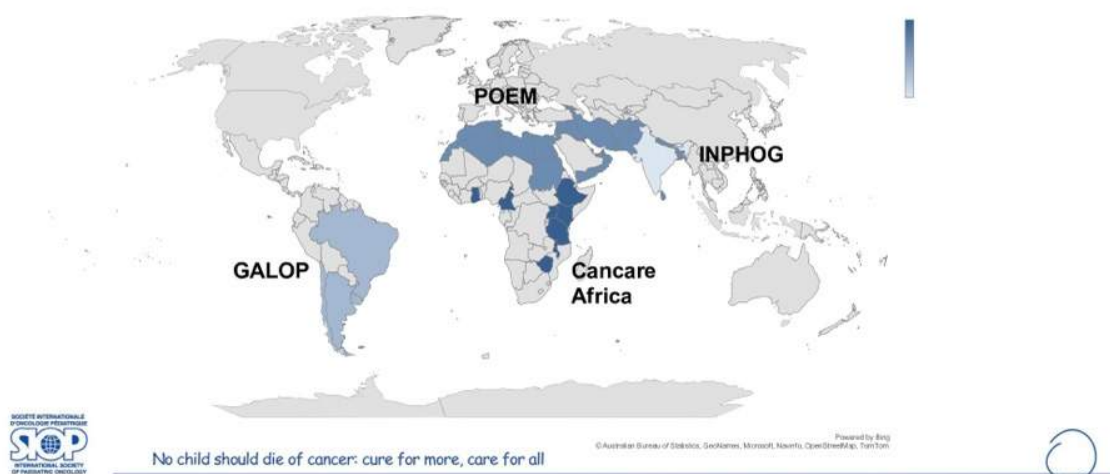 POEM
INPHOG
GALOP
Cancare
Africa
SOCIÉTÉ INTERNATIONALE
D'ONCOLOGIE PÉDIATRIQUE
SIOP
INTERNATIONAL SOCIETY
OF PAEDIATRIC ONCOLOGY
No child should die of cancer: cure for more, care for all
Powered by Bing
© Australian Bureau of Statistics, GeoNames, Microsoft, Navinfo, OpenStreetMap, TomTom